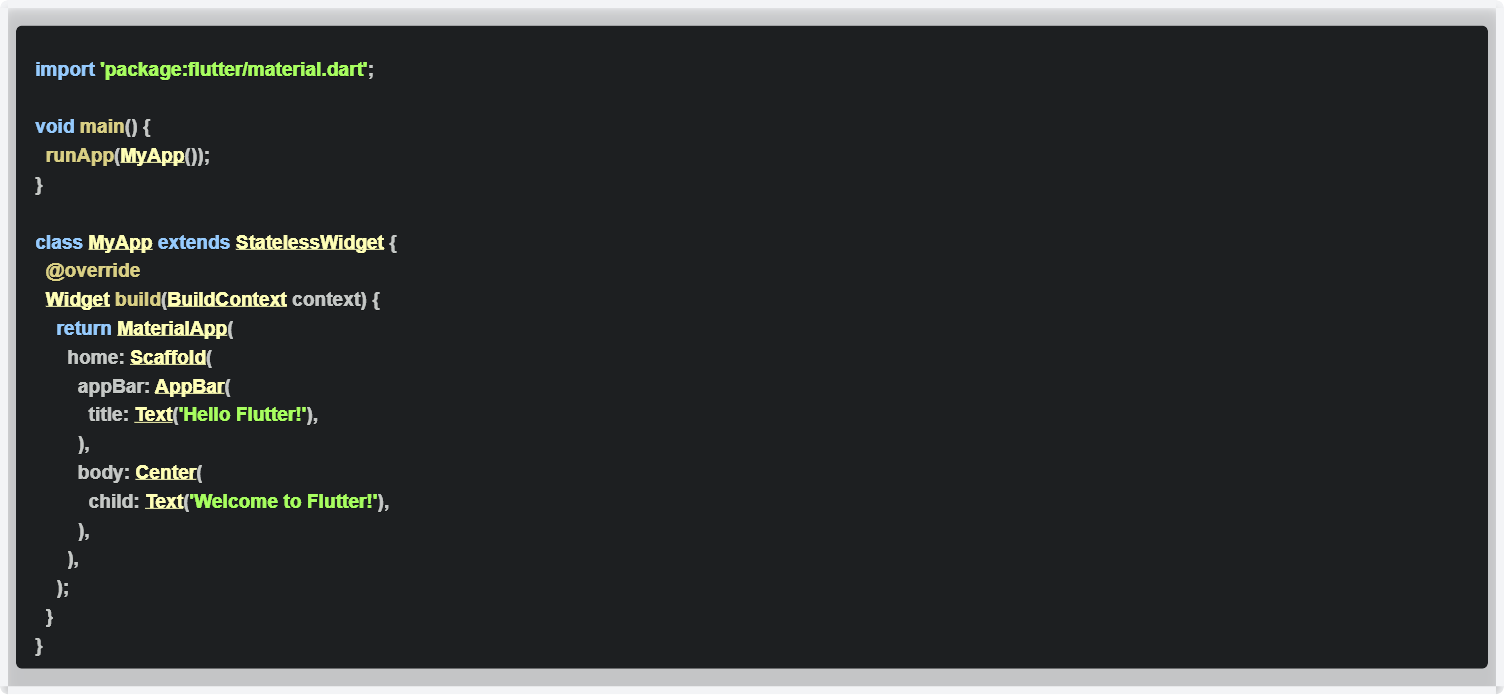 import 'package:flutter/material.dart';
void main() {
runApp(MyApp());
}
class MyApp extends StatelessWidget {
@override
Widget build(BuildContext context) {
return MaterialApp(
home: Scaffold(
appBar: AppBar(
title: Text('Hello Flutter!'),
),
body: Center(
child: Text('Welcome to Flutter!'),
),
),
);
}
}